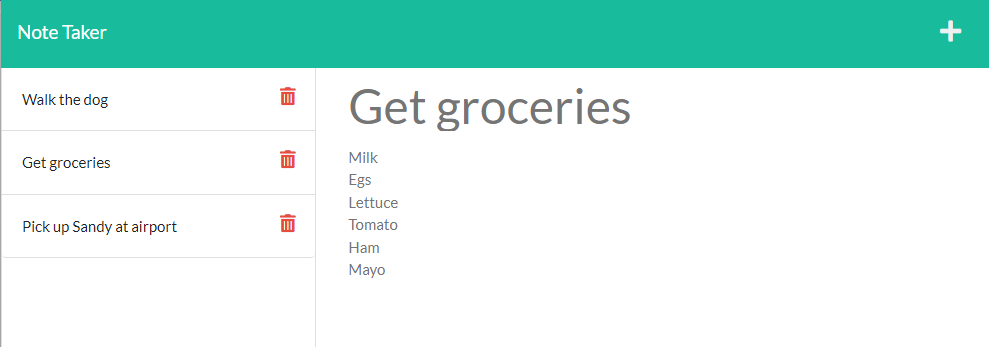 Note Taker
Walk the dog
Get groceries
Pick up Sandy at airport
Get groceries
Milk
Egs
Lettuce
Tomato
Ham
Mayo